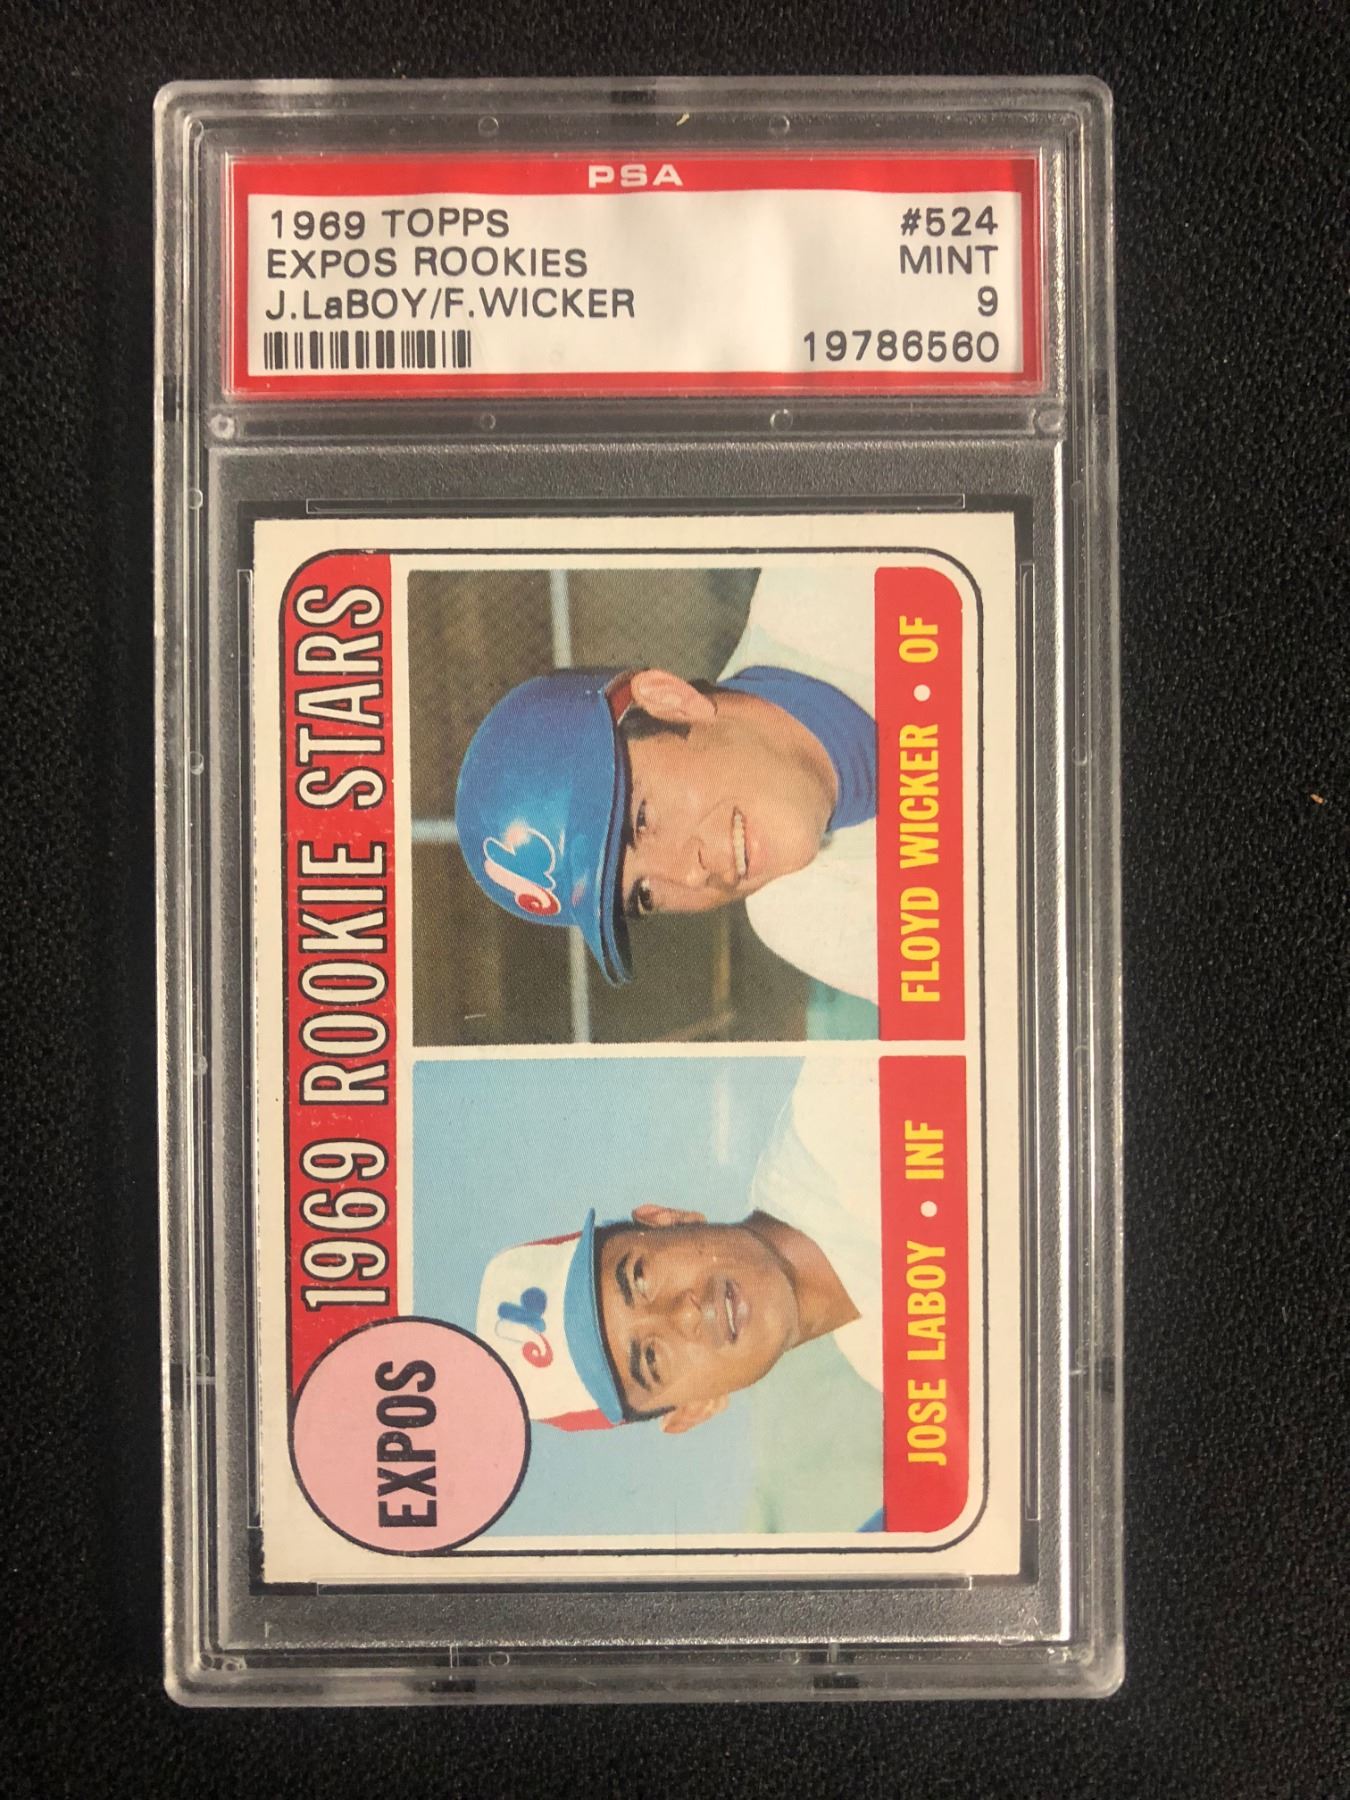 PSA
1969 TOPPS #524
EXPOS ROOKIES MINT
J.LaBOY/F.WICKER 9
19786560
1969 ROOKIE STARS
EXPOS
JOSE LABOY • INF
FLOYD WICKER • OF